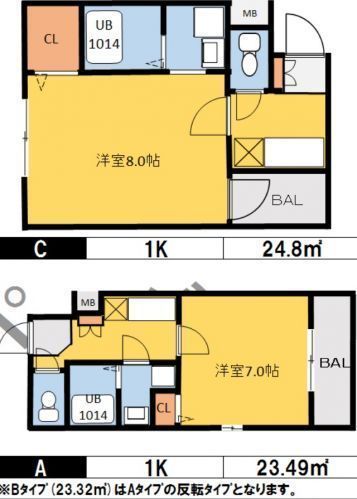 MB
CL
UB
1014
洋室8.0帖
BAL
C 1K 24.8㎡
MB
洋室7.0帖
BAL
UB
1014
CL
A 1K 23.49㎡
※Bタイプ(23.32㎡)はAタイプの反転タイプとなります。